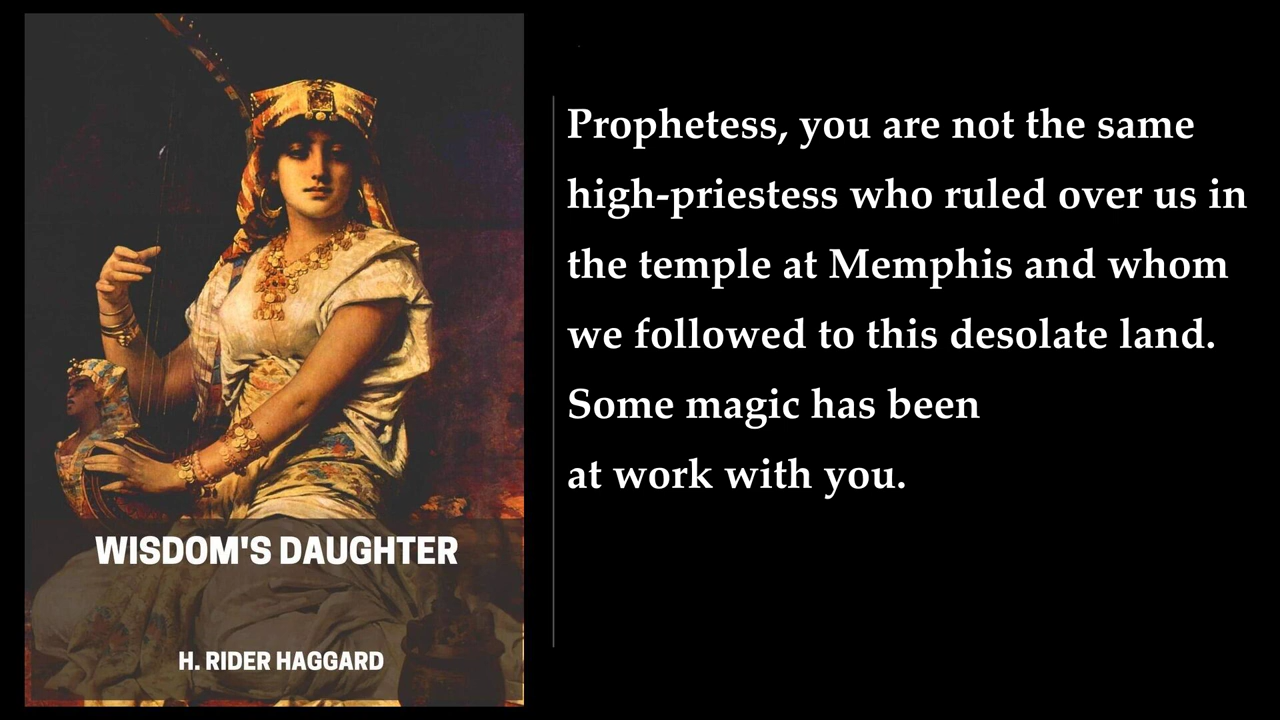 WISDOM'S DAUGHTER
H. RIDER HAGGARD
Prophetess, you are not the same
high-priestess who ruled over us in
the temple at Memphis and whom
we followed to this desolate land.
Some magic has been
at work with you.